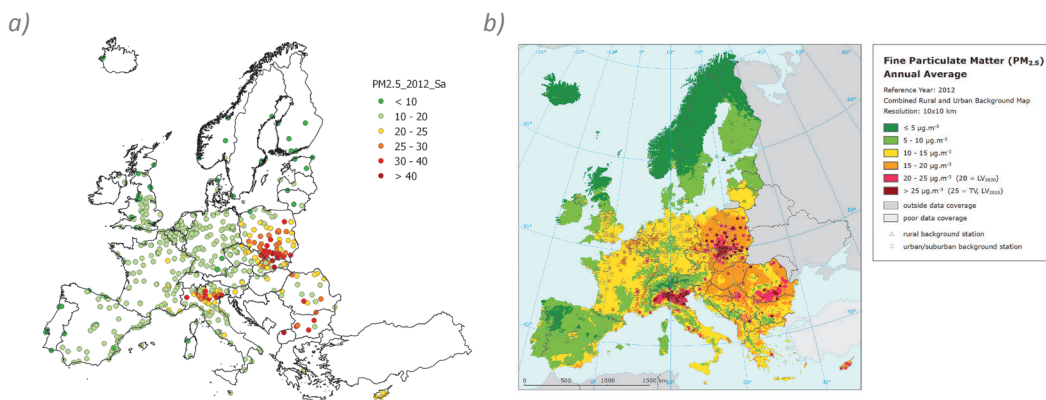 a)
PM2.5_2012_Sa
< 10
10 - 20
20 - 25
25 - 30
30 - 40
> 40
b)
Fine Particulate Matter (PM₂.₅)
Annual Average
Reference Year: 2012
Combined Rural and Urban Background Map
Resolution: 10x10 km
≤ 5 µg.m⁻³
5 - 10 µg.m⁻³
10 - 15 µg.m⁻³
15 - 20 µg.m⁻³
20 - 25 µg.m⁻³ (20 = LV₂₀₂₀)
> 25 µg.m⁻³ (25 = TV, LV₂₀₁₅)
outside data coverage
poor data coverage
rural background station
urban/suburban background station
0 500 1000 1500 km